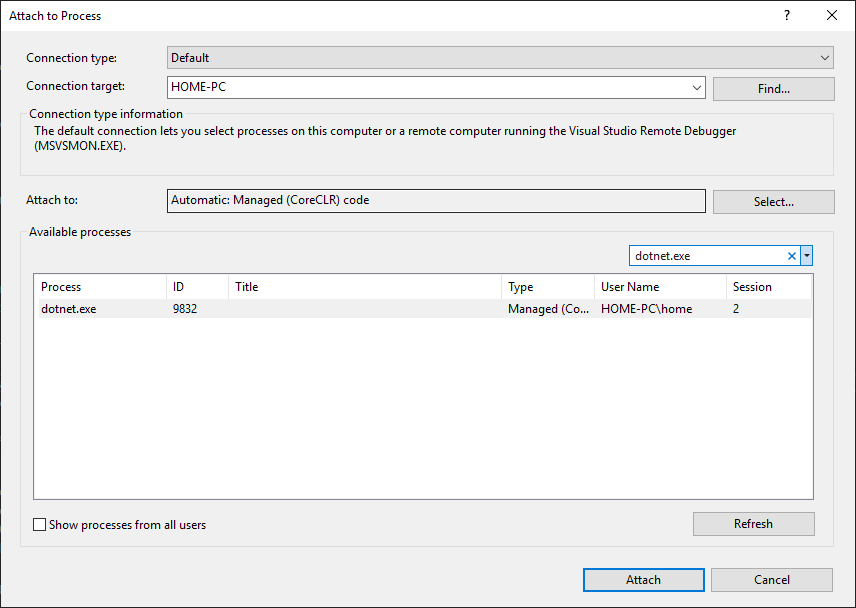 Attach to Process
?
Connection type:
Default
Connection target:
HOME-PC
Find...
Connection type information
The default connection lets you select processes on this computer or a remote computer running the Visual Studio Remote Debugger
(MSVSMON.EXE).
Attach to:
Automatic: Managed (CoreCLR) code
Select...
Available processes
dotnet.exe
Process ID Title Type User Name Session
dotnet.exe 9832 Managed (Co... HOME-PC\home 2
Show processes from all users
Refresh
Attach
Cancel